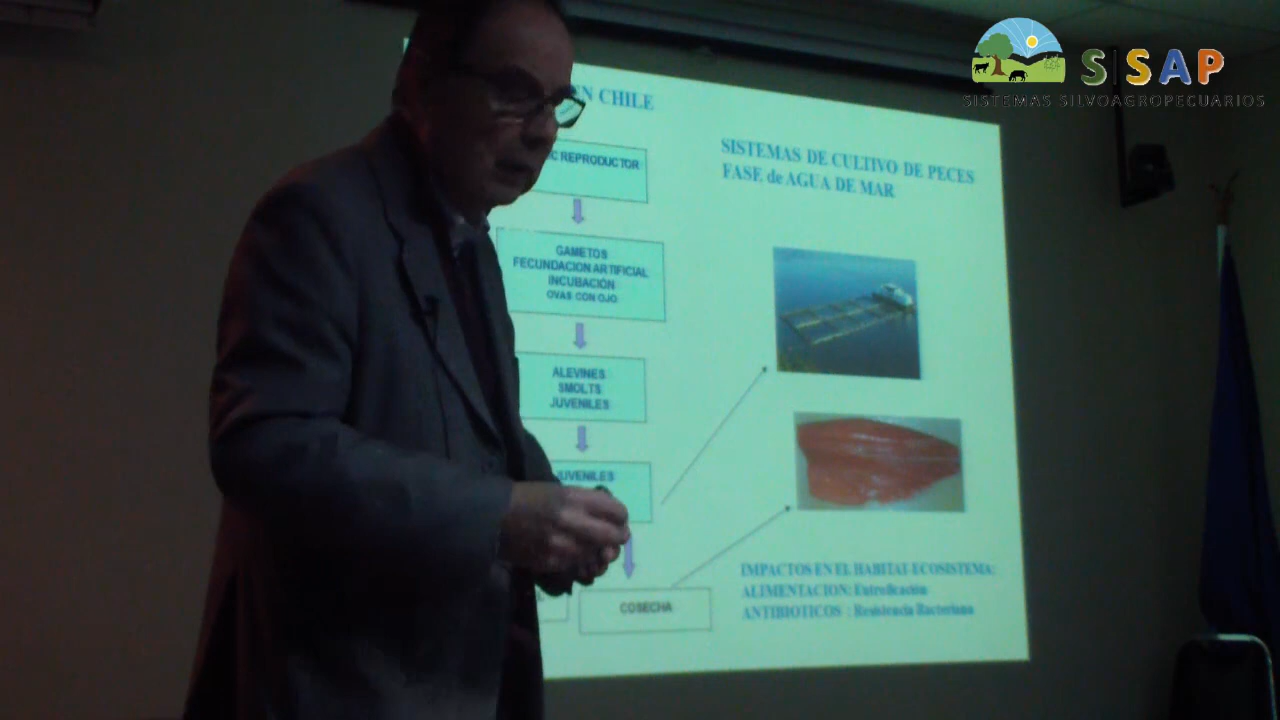 SISAP
SISTEMAS SILVOAGROPECUARIOS
EN CHILE
REPRODUCTOR
GAMETOS
FECUNDACION ARTIFICIAL
INCUBACIÓN
OVAS CON OJO
ALEVINES
SMOLTS
JUVENILES
JUVENILES
COSECHA
SISTEMAS DE CULTIVO DE PECES
FASE de AGUA DE MAR
IMPACTOS EN EL HABITAT-ECOSISTEMA:
ALIMENTACION: Eutroficación
ANTIBIOTICOS : Resistencia Bacteriana